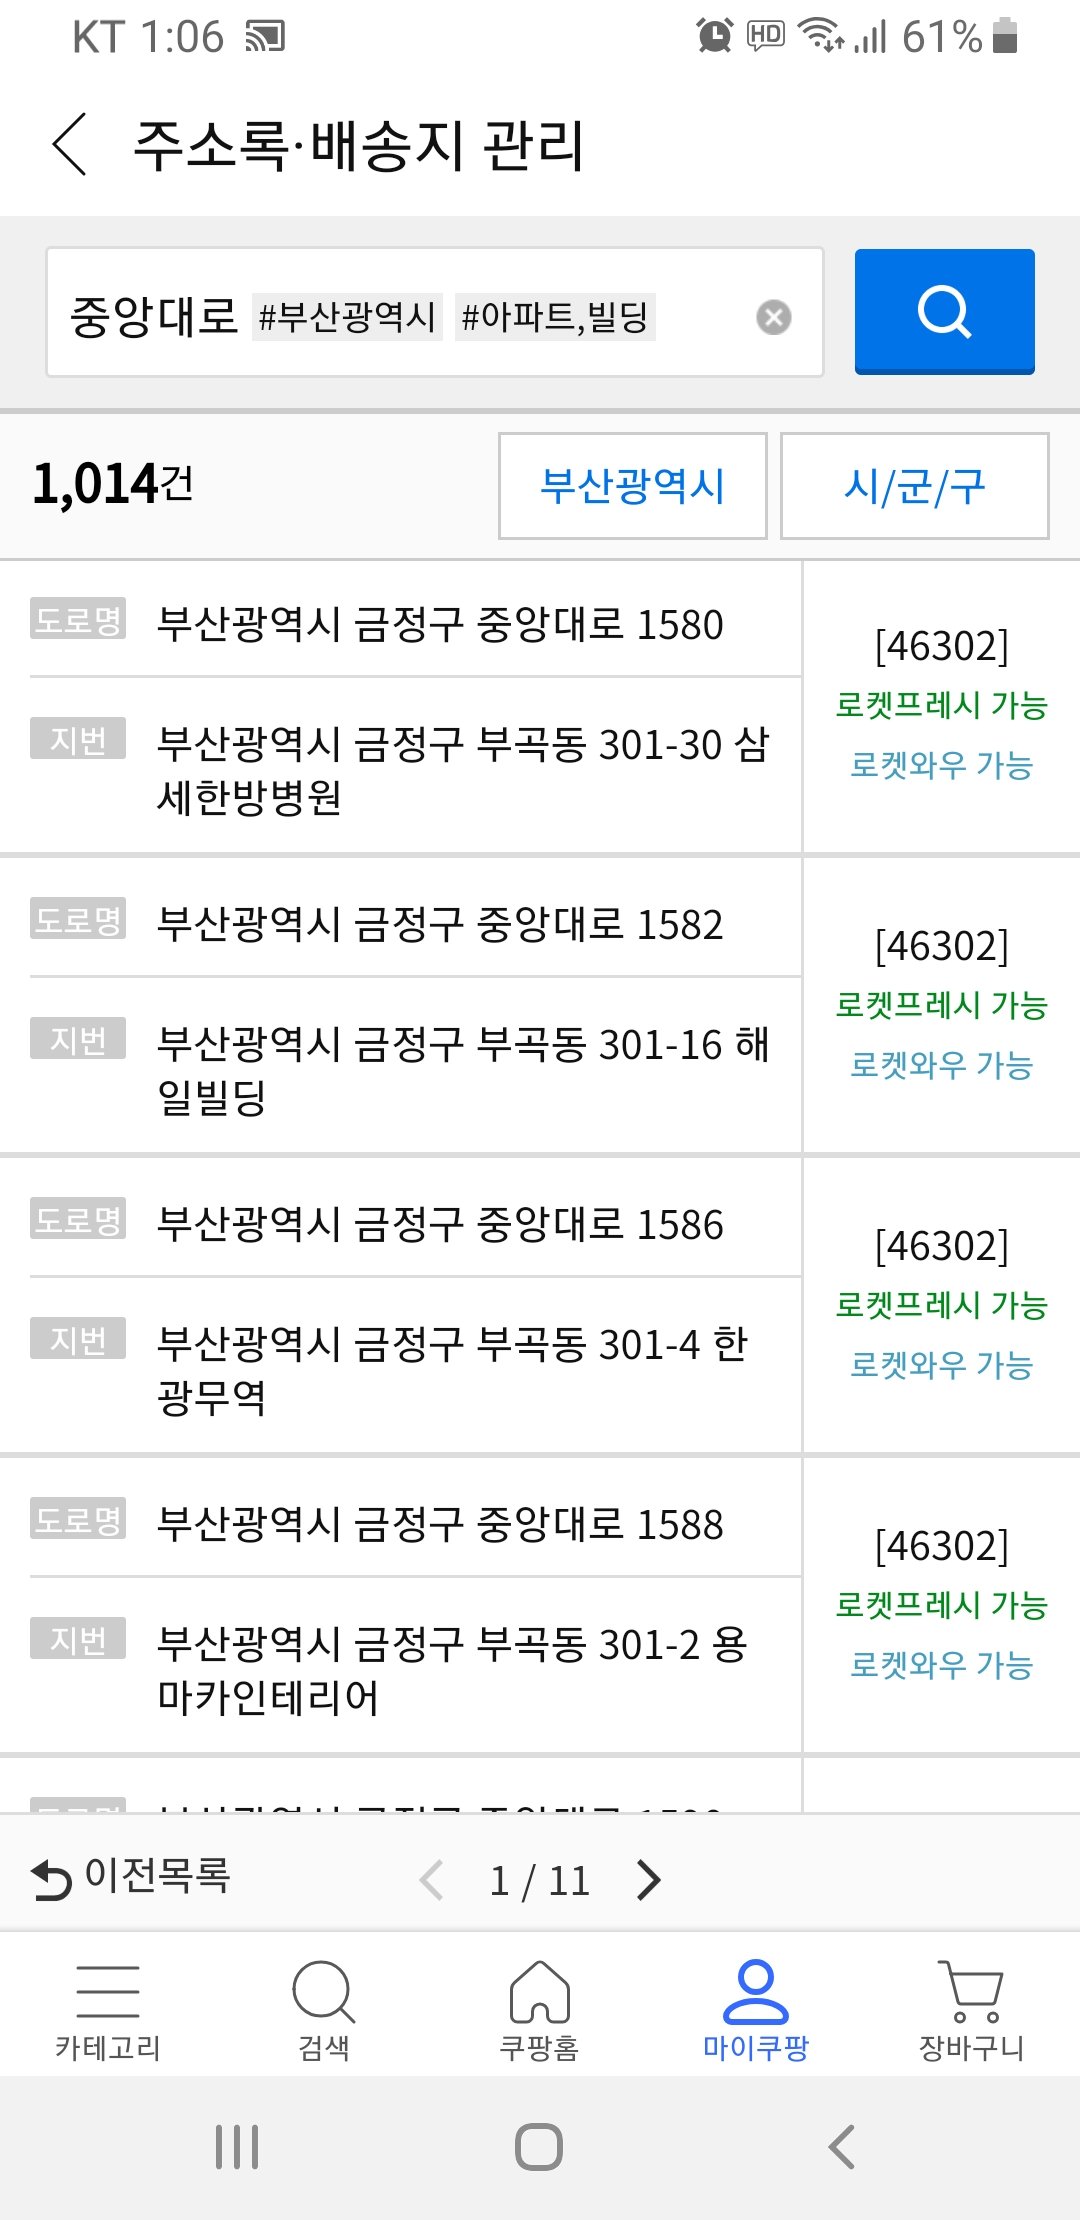 KT 1:06 HD 61%
주소록·배송지 관리
중앙대로 #부산광역시 #아파트,빌딩
1,014건 부산광역시 시/군/구
도로명 부산광역시 금정구 중앙대로 1580
지번 부산광역시 금정구 부곡동 301-30 삼
세한방병원
[46302]
로켓프레시 가능
로켓와우 가능
도로명 부산광역시 금정구 중앙대로 1582
지번 부산광역시 금정구 부곡동 301-16 해
일빌딩
[46302]
로켓프레시 가능
로켓와우 가능
도로명 부산광역시 금정구 중앙대로 1586
지번 부산광역시 금정구 부곡동 301-4 한
광무역
[46302]
로켓프레시 가능
로켓와우 가능
도로명 부산광역시 금정구 중앙대로 1588
지번 부산광역시 금정구 부곡동 301-2 용
마카인테리어
[46302]
로켓프레시 가능
로켓와우 가능
이전목록 1 / 11
카테고리 검색 쿠팡홈 마이쿠팡 장바구니